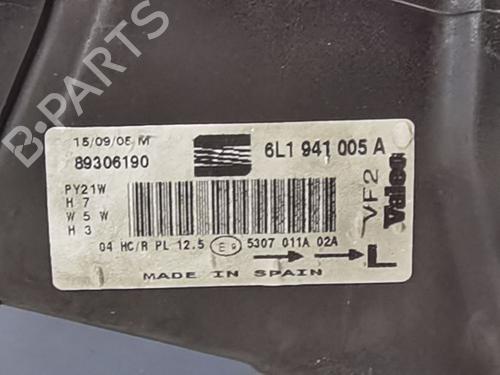 15/09/05 M
89306190
6L1 941 005 A
PY21W
H 7
W 5 W
H 3
VF2
Valeo
04 HC/R PL 12.5 E9 5307 011A 02A
L
MADE IN SPAIN
B-PARTS